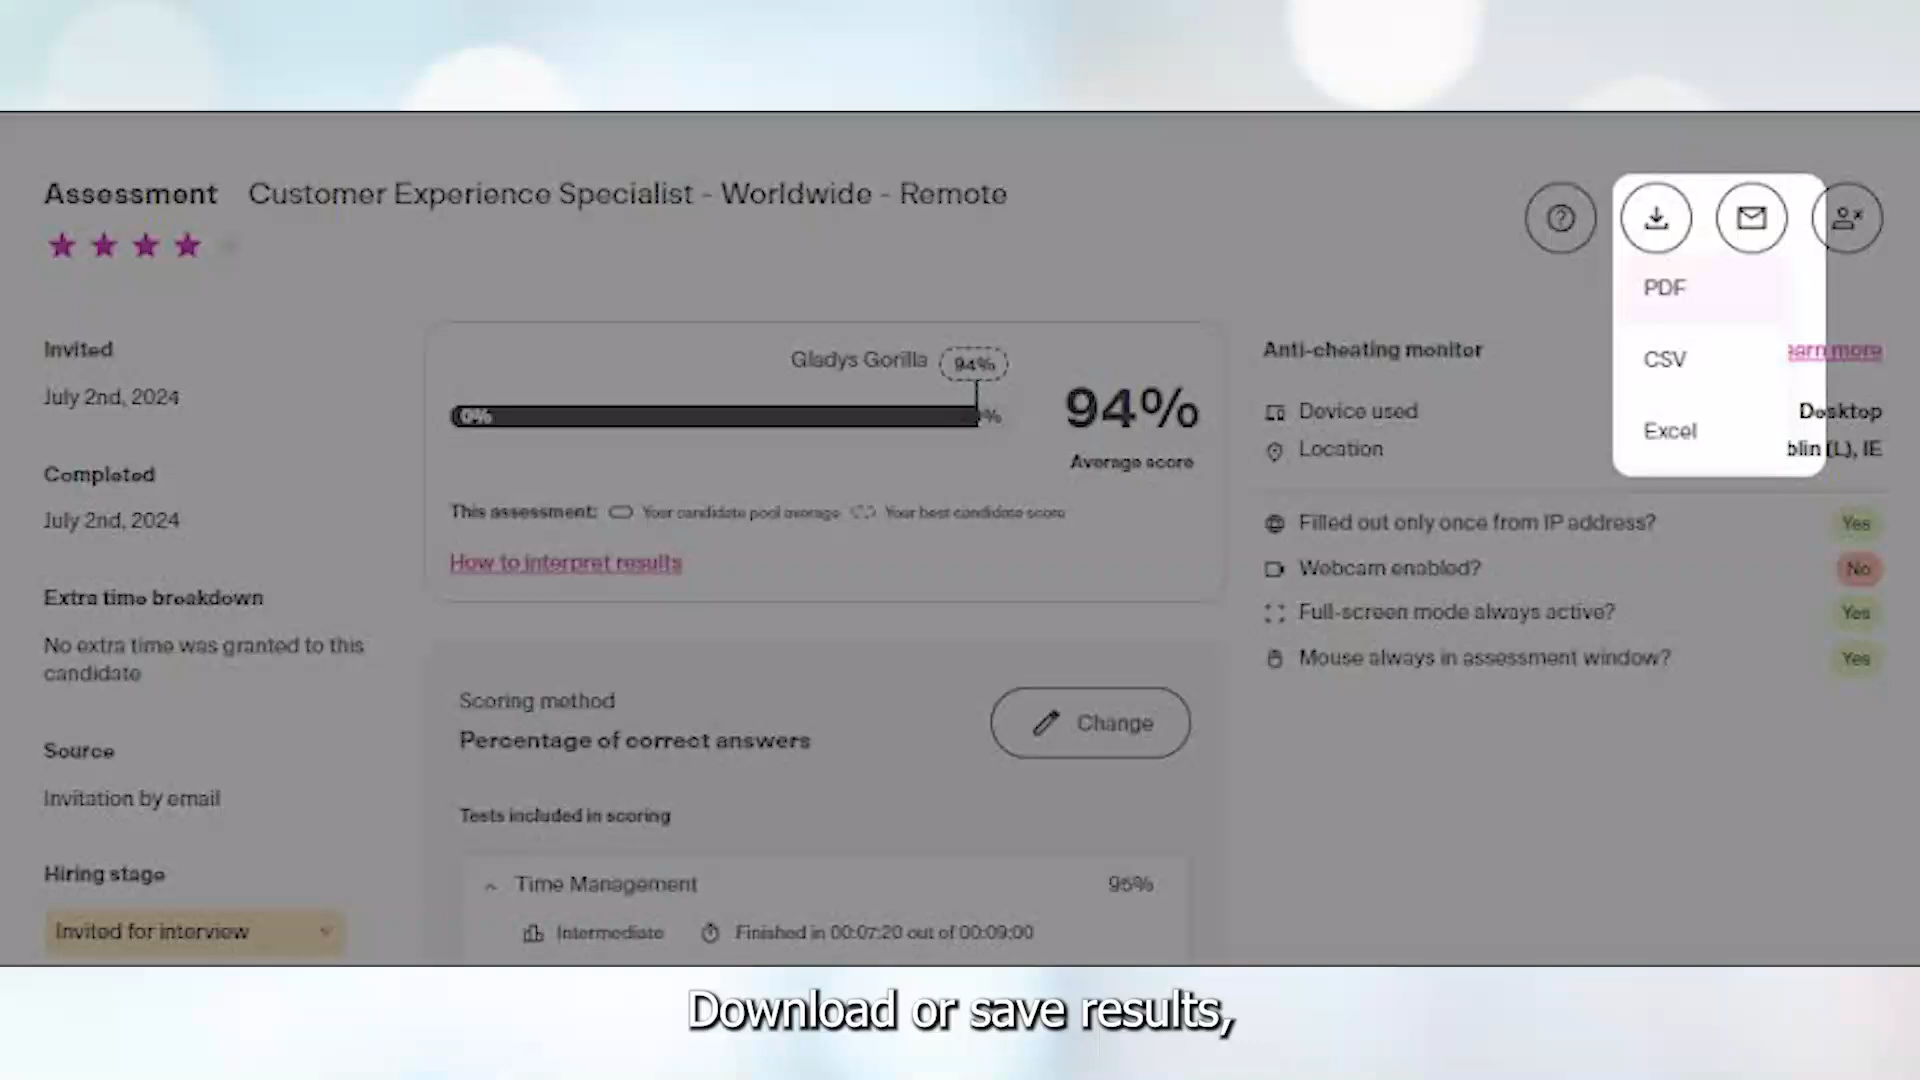 Assessment Customer Experience Specialist - Worldwide - Remote
PDF
CSV
Excel
Invited
July 2nd, 2024
Completed
July 2nd, 2024
Extra time breakdown
No extra time was granted to this
candidate
Source
Invitation by email
Hiring stage
Invited for interview
Gladys Gorilla 94%
0%
%
94%
Average score
This assessment: Your candidate pool average Your best candidate score
How to interpret results
Scoring method
Percentage of correct answers
Change
Tests included in scoring
Time Management
Intermediate Finished in 00:07:20 out of 00:09:00
Anti-cheating monitor earn more
Device used Desktop
Location blin (L), IE
Filled out only once from IP address? Yes
Webcam enabled? No
Full-screen mode always active? Yes
Mouse always in assessment window? Yes
Download or save results,